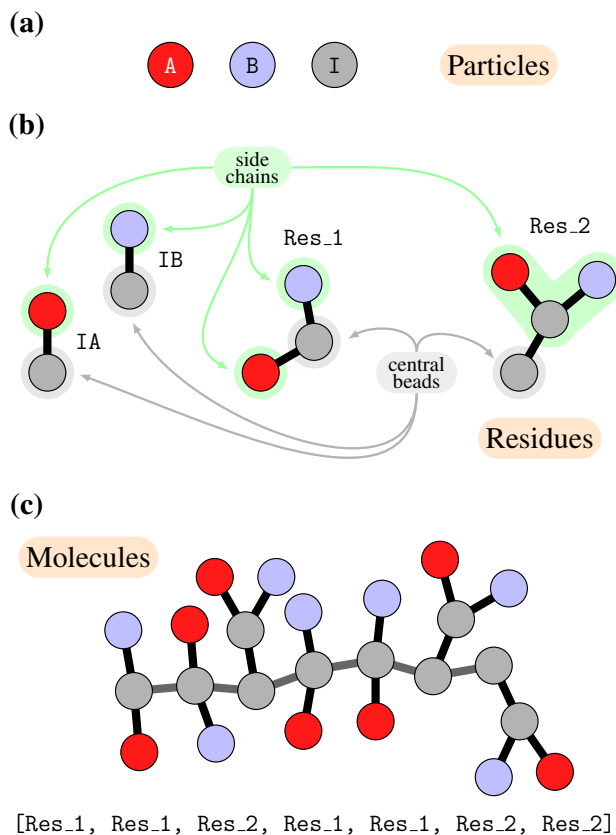 (a)
A B I Particles
(b)
side
chains
Res_1
Res_2
IB
IA
central
beads
Residues
(c)
Molecules
[Res_1, Res_1, Res_2, Res_1, Res_1, Res_2, Res_2]